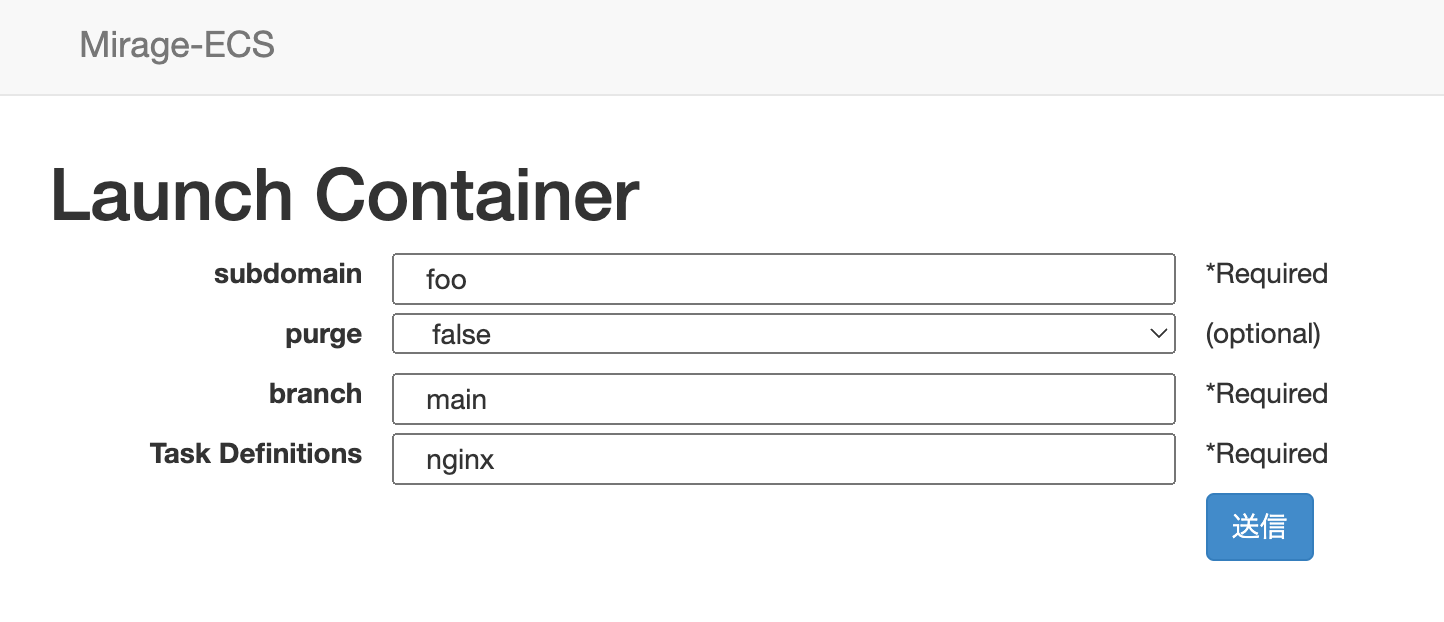 Mirage-ECS
Launch Container
subdomain foo *Required
purge false (optional)
branch main *Required
Task Definitions nginx *Required
送信